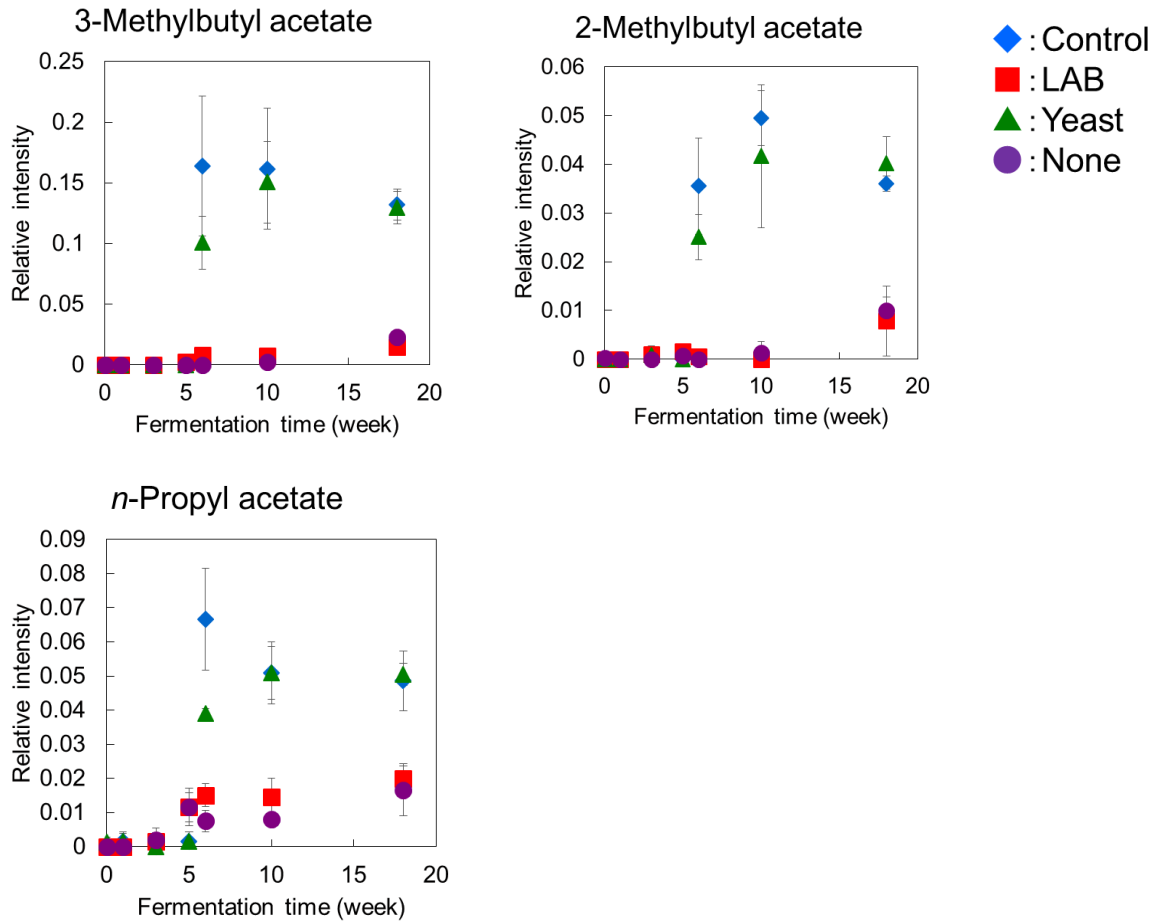 3-Methylbutyl acetate
0.25
0.2
0.15
0.1
0.05
0
0 5 10 15 20
Relative intensity
Fermentation time (week)
2-Methylbutyl acetate
0.06
0.05
0.04
0.03
0.02
0.01
0
0 5 10 15 20
Relative intensity
Fermentation time (week)
: Control
: LAB
: Yeast
: None
n-Propyl acetate
0.09
0.08
0.07
0.06
0.05
0.04
0.03
0.02
0.01
0
0 5 10 15 20
Relative intensity
Fermentation time (week)